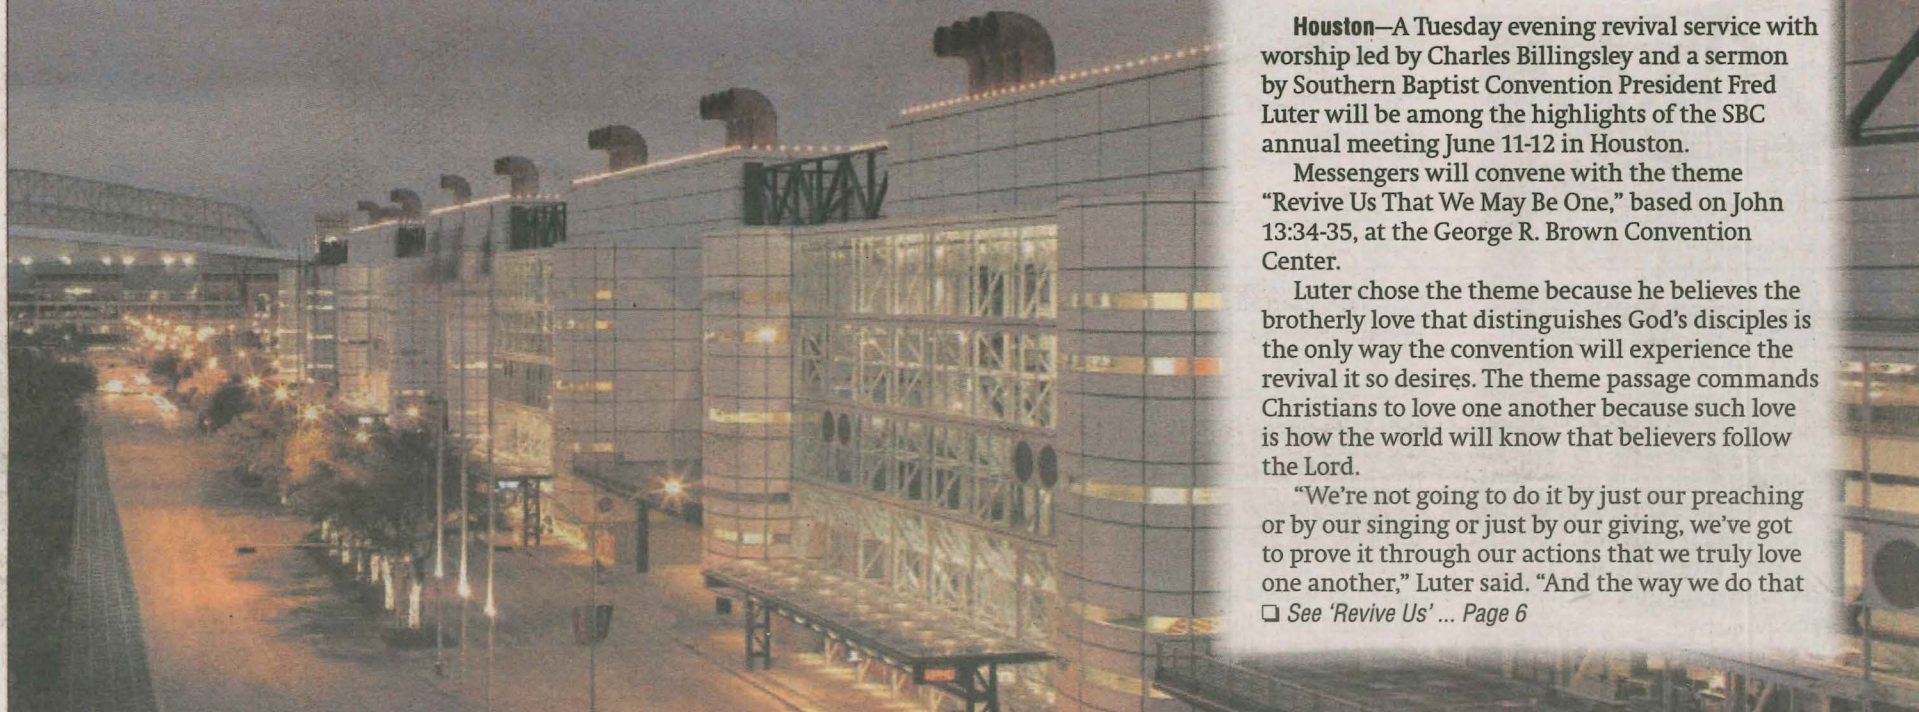 Houston—A Tuesday evening revival service with
worship led by Charles Billingsley and a sermon
by Southern Baptist Convention President Fred
Luter will be among the highlights of the SBC
annual meeting June 11-12 in Houston.
Messengers will convene with the theme
“Revive Us That We May Be One,” based on John
13:34-35, at the George R. Brown Convention
Center.
Luter chose the theme because he believes the
brotherly love that distinguishes God’s disciples is
the only way the convention will experience the
revival it so desires. The theme passage commands
Christians to love one another because such love
is how the world will know that believers follow
the Lord.
“We’re not going to do it by just our preaching
or by our singing or just by our giving, we’ve got
to prove it through our actions that we truly love
one another,” Luter said. “And the way we do that
❏ See ‘Revive Us’ ... Page 6